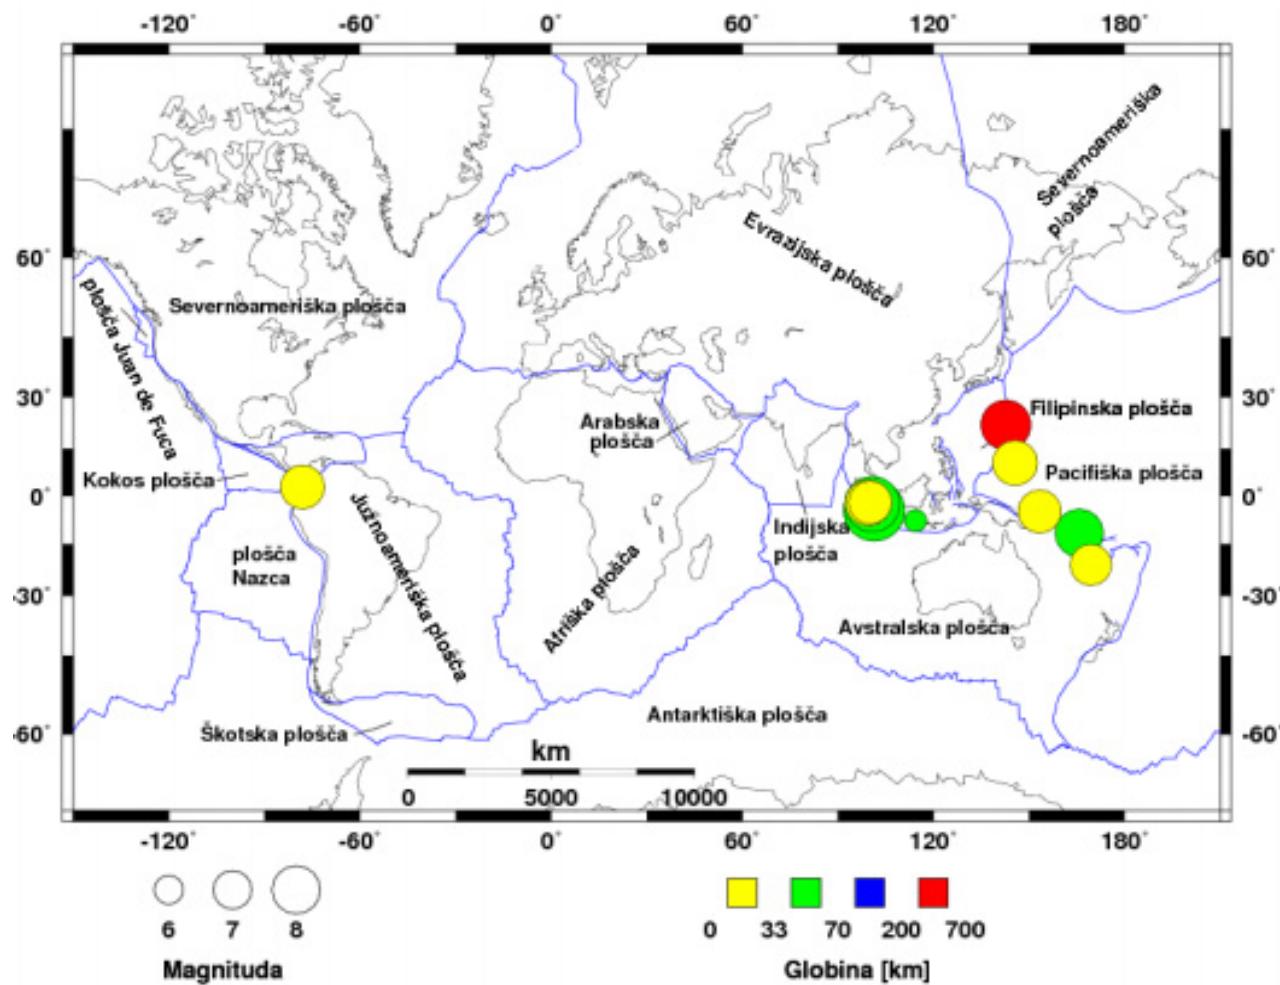 -120° -60° 0° 60° 120° 180°
60° 60°
30° 30°
0° 0°
-30° -30°
-60° -60°
Severnoameriška
plošča
Evrazijska plošča
Severnoameriška plošča
plošča Juan de Fuca
Arabska
plošča
Filipinska plošča
Kokos plošča
Pacifiška plošča
Indijska
plošča
plošča
Nazca
Južnoameriška plošča
Afriška plošča
Avstralska plošča
Škotska plošča
Antarktiška plošča
km
0 5000 10000
-120° -60° 0° 60° 120° 180°
6 7 8
0 33 70 200 700
Magnituda
Globina [km]